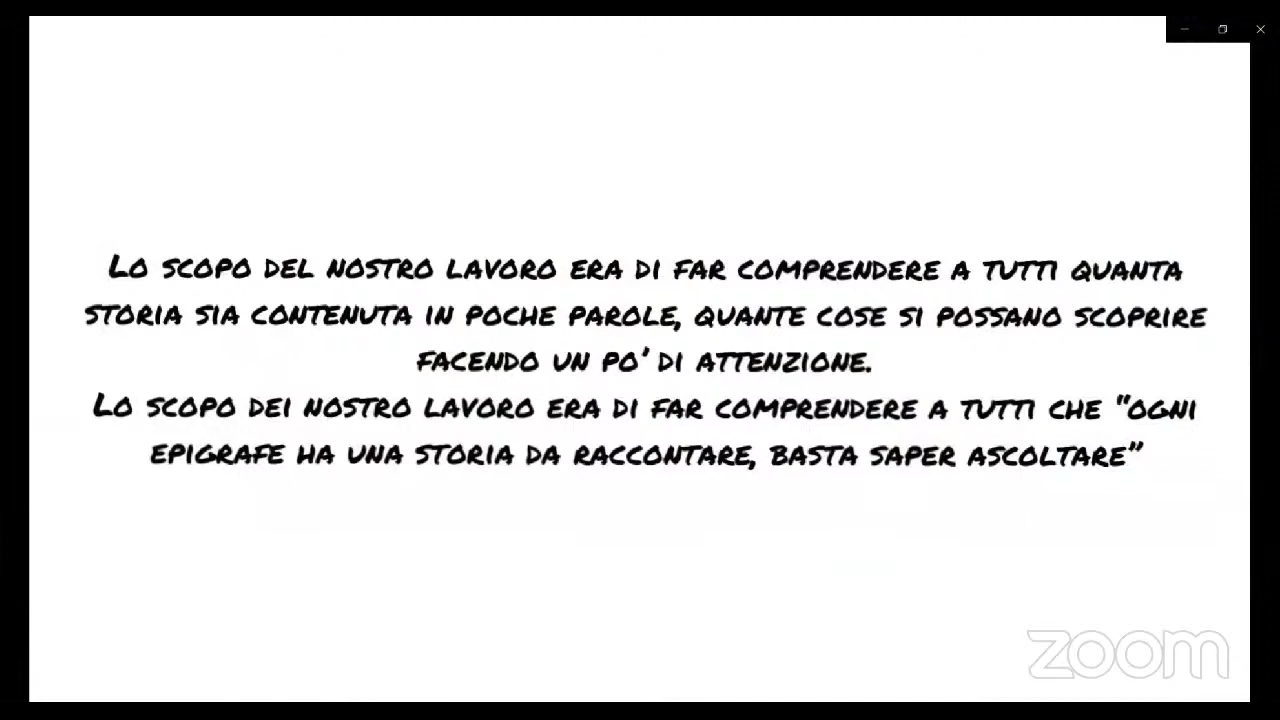 Lo scopo del nostro lavoro era di far comprendere a tutti quanta
storia sia contenuta in poche parole, quante cose si possano scoprire
facendo un po' di attenzione.
Lo scopo dei nostro lavoro era di far comprendere a tutti che "ogni
epigrafe ha una storia da raccontare, basta saper ascoltare"
zoom